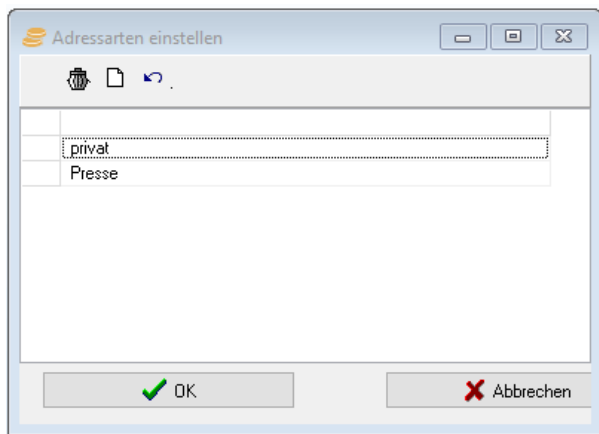 Adressarten einstellen
privat
Presse
OK
Abbrechen